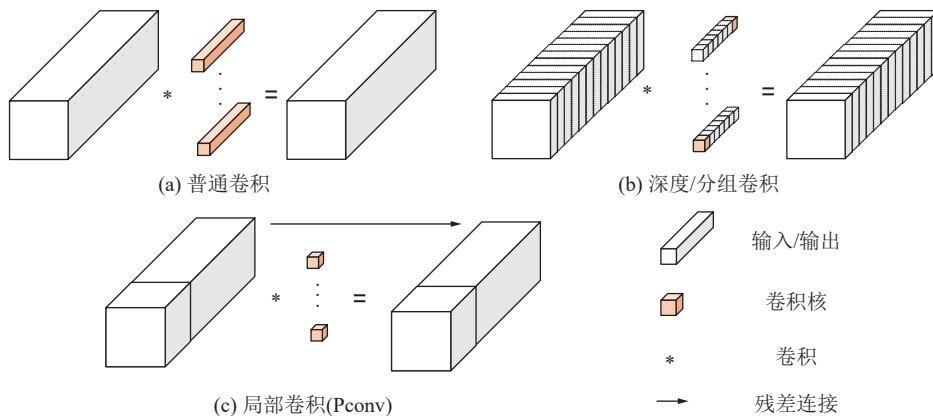 * =
* =
(a) 普通卷积
(b) 深度/分组卷积
* =
输入/输出
卷积核
* 卷积
残差连接
(c) 局部卷积(Pconv)